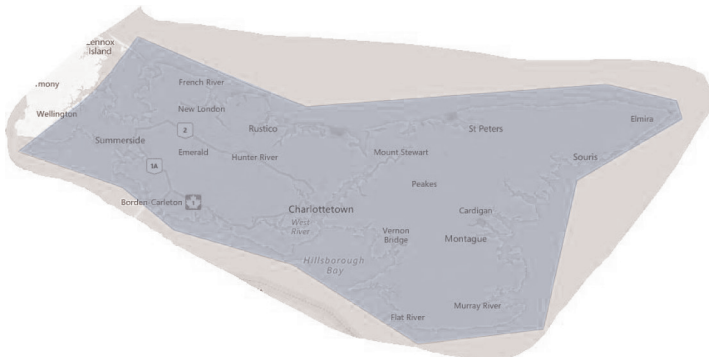 Lennox
Island
mony
French River
New London
Wellington
2
Rustico
St Peters
Elmira
Summerside
Emerald
Hunter River
Mount Stewart
Souris
1A
Peakes
Borden-Carleton
1
Charlottetown
West
River
Cardigan
Vernon
Bridge
Montague
Hillsborough
Bay
Murray River
Flat River